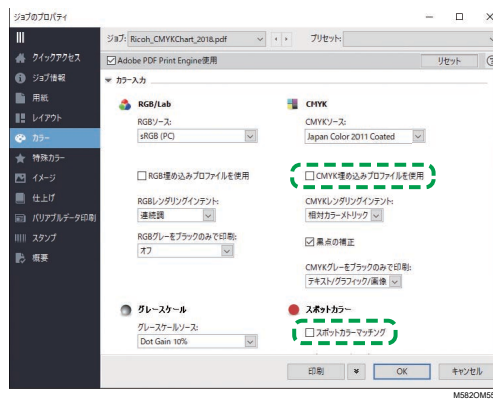 ジョブのプロパティ
ジョブ: Ricoh_CMYKChart_2018.pdf
プリセット:
クイックアクセス
ジョブ情報
用紙
レイアウト
カラー
特殊カラー
イメージ
仕上げ
バリアブルデータ印刷
スタンプ
概要
Adobe PDF Print Engine使用
リセット
カラー入力
RGB/Lab
RGBソース:
sRGB (PC)
RGB埋め込みプロファイルを使用
RGBレンダリングインテント:
連続調
RGBグレーをブラックのみで印刷:
オフ
CMYK
CMYKソース:
Japan Color 2011 Coated
CMYK埋め込みプロファイルを使用
CMYKレンダリングインテント:
相対カラーメトリック
黒点の補正
CMYKグレーをブラックのみで印刷:
テキスト/グラフィック/画像
グレースケール
グレースケールソース:
Dot Gain 10%
スポットカラー
スポットカラーマッチング
印刷
OK
キャンセル
M582OM55